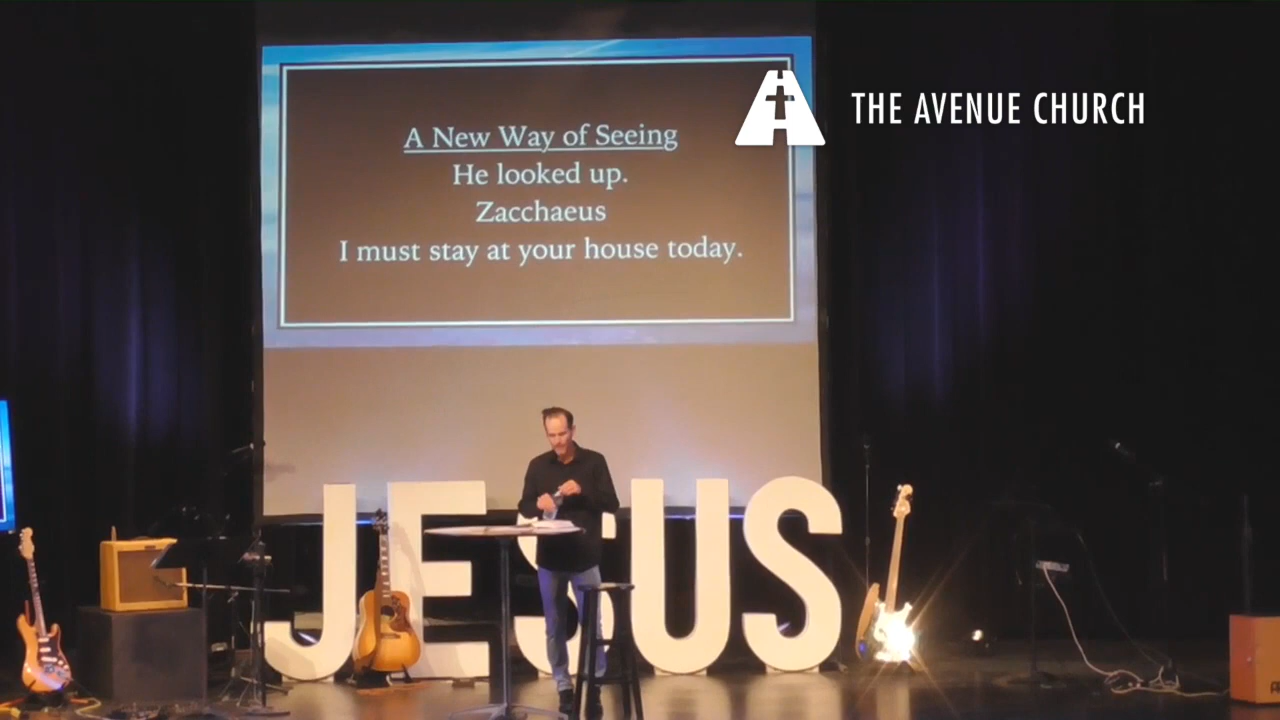 A New Way of Seeing
He looked up.
Zacchaeus
I must stay at your house today.
THE AVENUE CHURCH
JESUS